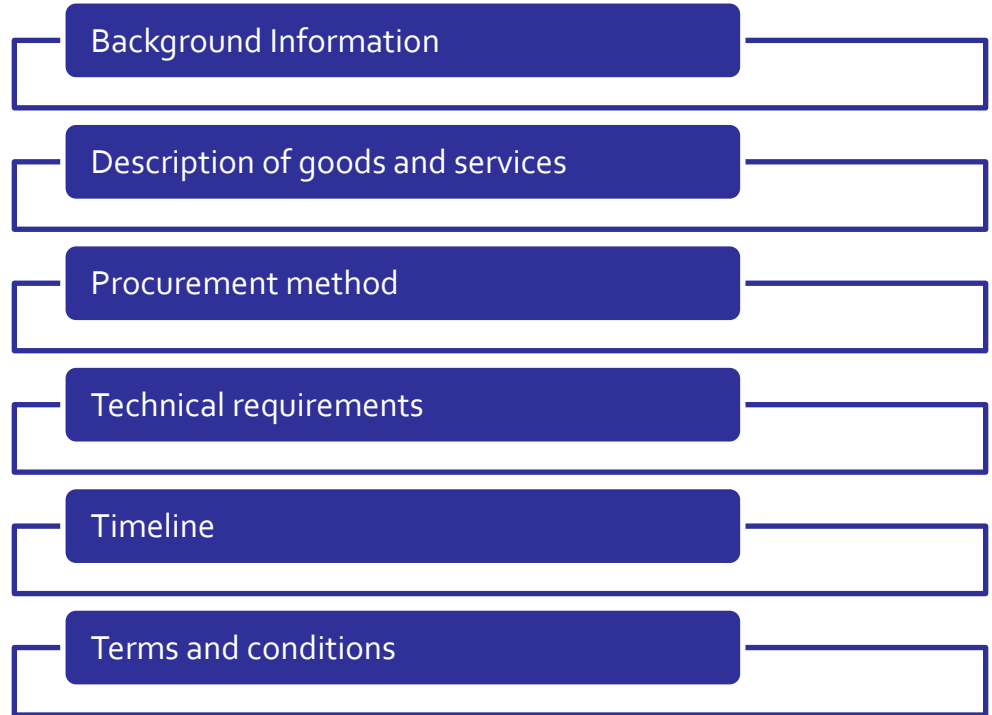 Background Information
Description of goods and services
Procurement method
Technical requirements
Timeline
Terms and conditions